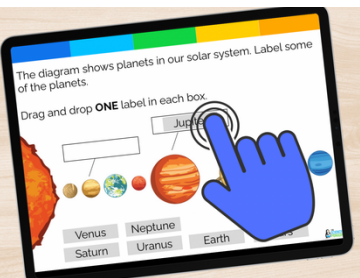 The diagram shows planets in our solar system. Label some
of the planets.
Drag and drop ONE label in each box.
Venus
Neptune
Saturn
Uranus
Earth